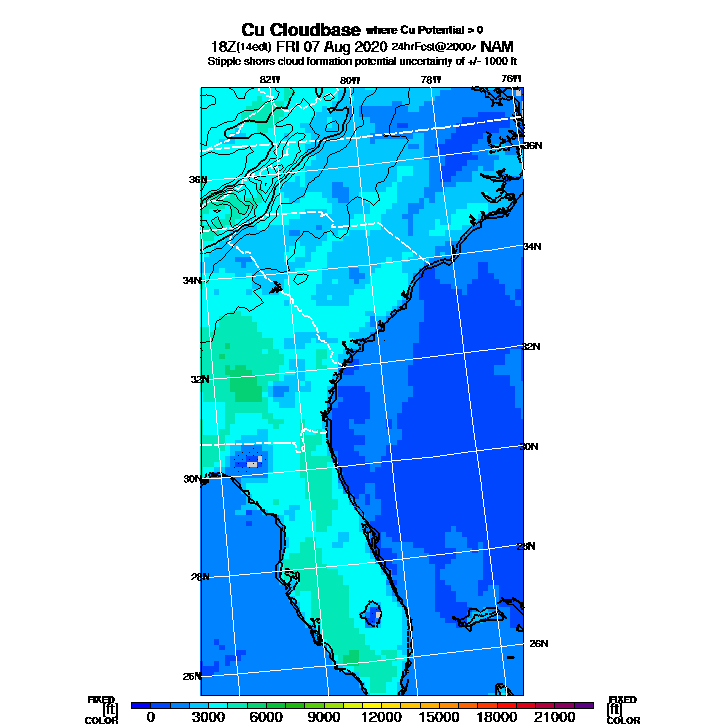 Cu Cloudbase where Cu Potential > 0
18Z(14edt) FRI 07 Aug 2020 24hrFcst@2000z NAM
Stipple shows cloud formation potential uncertainty of +/- 1000 ft
82W 80W 78W 76W
36N 36N
34N 34N
32N 32N
30N 30N
28N 28N
26N 26N
FIXED FIXED
[ft] [ft]
COLOR COLOR
0 3000 6000 9000 12000 15000 18000 21000